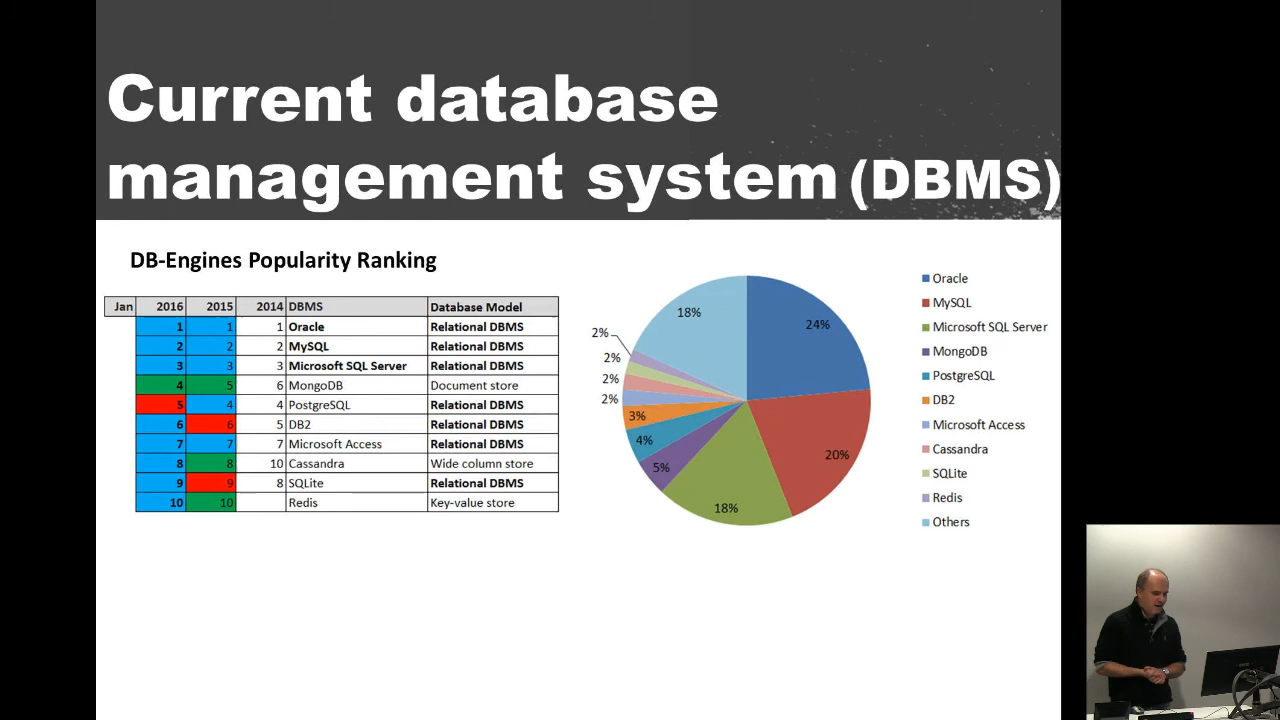 Current database
management system (DBMS)
DB-Engines Popularity Ranking
Jan 2016 2015 2014 DBMS Database Model
1 1 1 Oracle Relational DBMS
2 2 2 MySQL Relational DBMS
3 3 3 Microsoft SQL Server Relational DBMS
4 5 6 MongoDB Document store
5 4 4 PostgreSQL Relational DBMS
6 6 5 DB2 Relational DBMS
7 7 7 Microsoft Access Relational DBMS
8 8 10 Cassandra Wide column store
9 9 8 SQLite Relational DBMS
10 10 Redis Key-value store
18%
24%
2%
2%
2%
2%
3%
4%
5%
20%
18%
Oracle
MySQL
Microsoft SQL Server
MongoDB
PostgreSQL
DB2
Microsoft Access
Cassandra
SQLite
Redis
Others